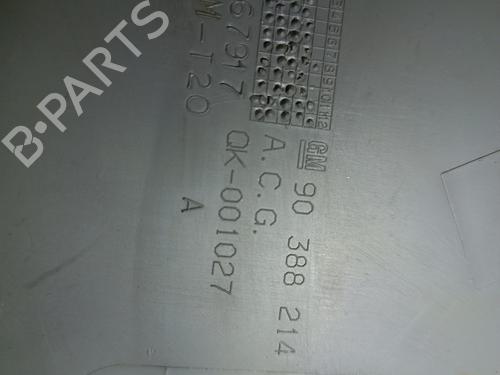 GM 90 388 214
A.C.G.
QK-001027
A
67917
M-T20
B-PARTS